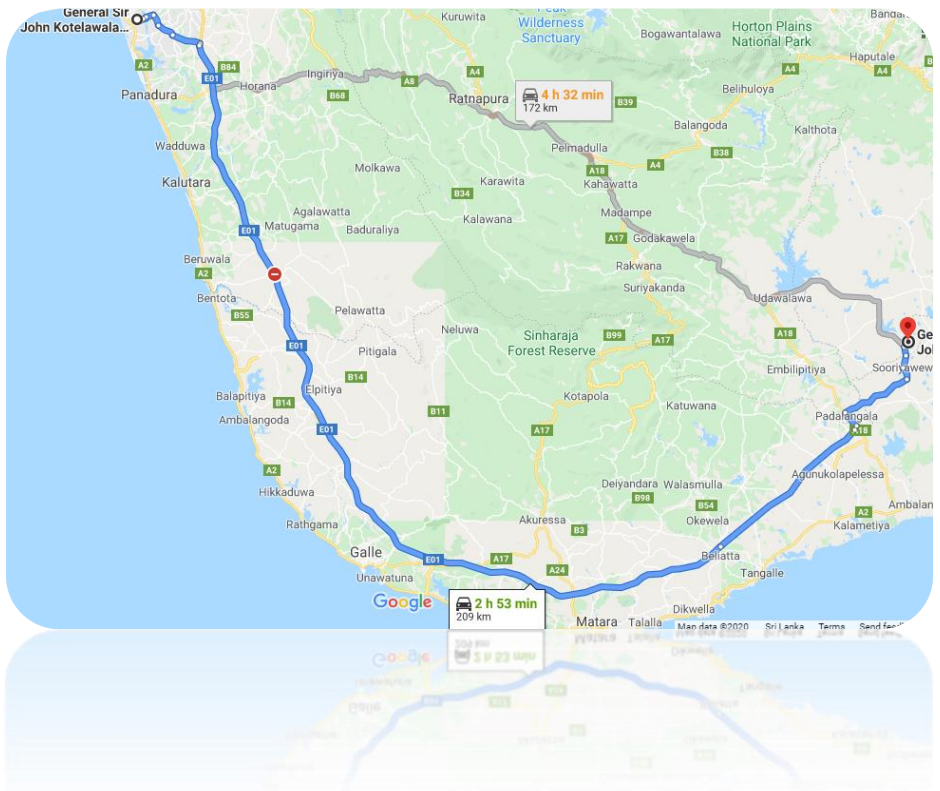 General Sir
John Kotelawala...
Kuruwita
Peak
Wilderness
Sanctuary
Bogawantalawa
Horton Plains
National Park
Haputale
A2
B84
E01
Horana
Ingiriya
B68
A8
A4
Ratnapura
4 h 32 min
172 km
B39
Belihuloya
A4
A4
Panadura
Wadduwa
Pelmadulla
Balangoda
Kalthota
B38
A4
A18
Kahawatta
Molkawa
Karawita
B34
Kalutara
Agalawatta
Matugama
Baduraliya
Kalawana
Madampe
A17
Godakawela
E01
Beruwala
A2
Bentota
Rakwana
Suriyakanda
Udawalawa
B55
Pelawatta
Neluwa
Sinharaja
Forest Reserve
B99
A17
A18
Ge
Jol
E01
Pitigala
B14
Elpitiya
Embilipitiya
Sooriyawew
Balapitiya
B14
Ambalangoda
Kotapola
Katuwana
Padalangala
A18
B11
E01
A17
A2
Hikkaduwa
Deiyandara
Walasmulla
B98
B54
Agunukolapelessa
Ambalan
A2
Kalametiya
Rathgama
Akuressa
B3
Okewela
Galle
E01
A17
A24
Beliatta
Unawatuna
Tangalle
Google
2 h 53 min
209 km
Matara
Talalla
Dikwella
Map data ©2020
Sri Lanka
Terms